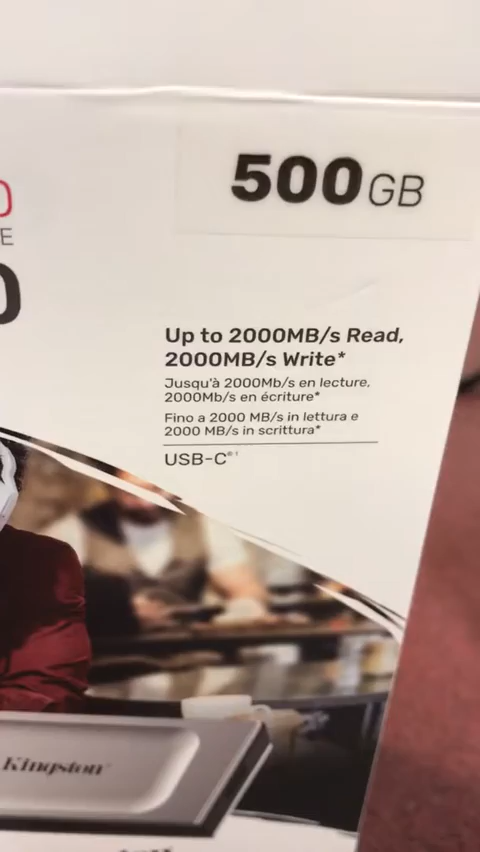 500GB
E
Up to 2000MB/s Read,
2000MB/s Write*
Jusqu'à 2000Mb/s en lecture,
2000Mb/s en écriture*
Fino a 2000 MB/s in lettura e
2000 MB/s in scrittura*
USB-C
Kingston